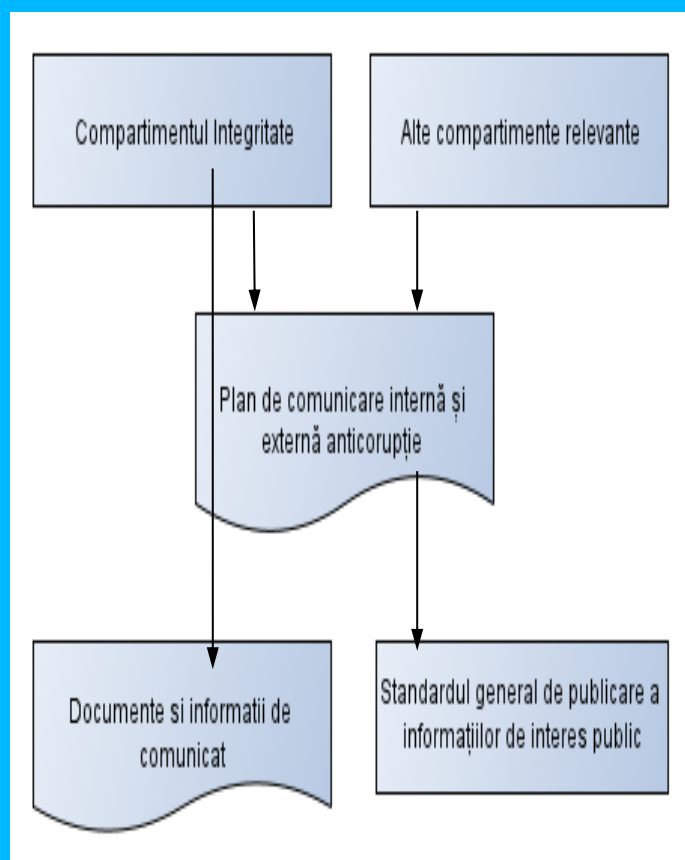 Compartimentul Integritate
Alte compartimente relevante
Plan de comunicare internă și
externă anticorupție
Documente si informatii de
comunicat
Standardul general de publicare a
informațiilor de interes public